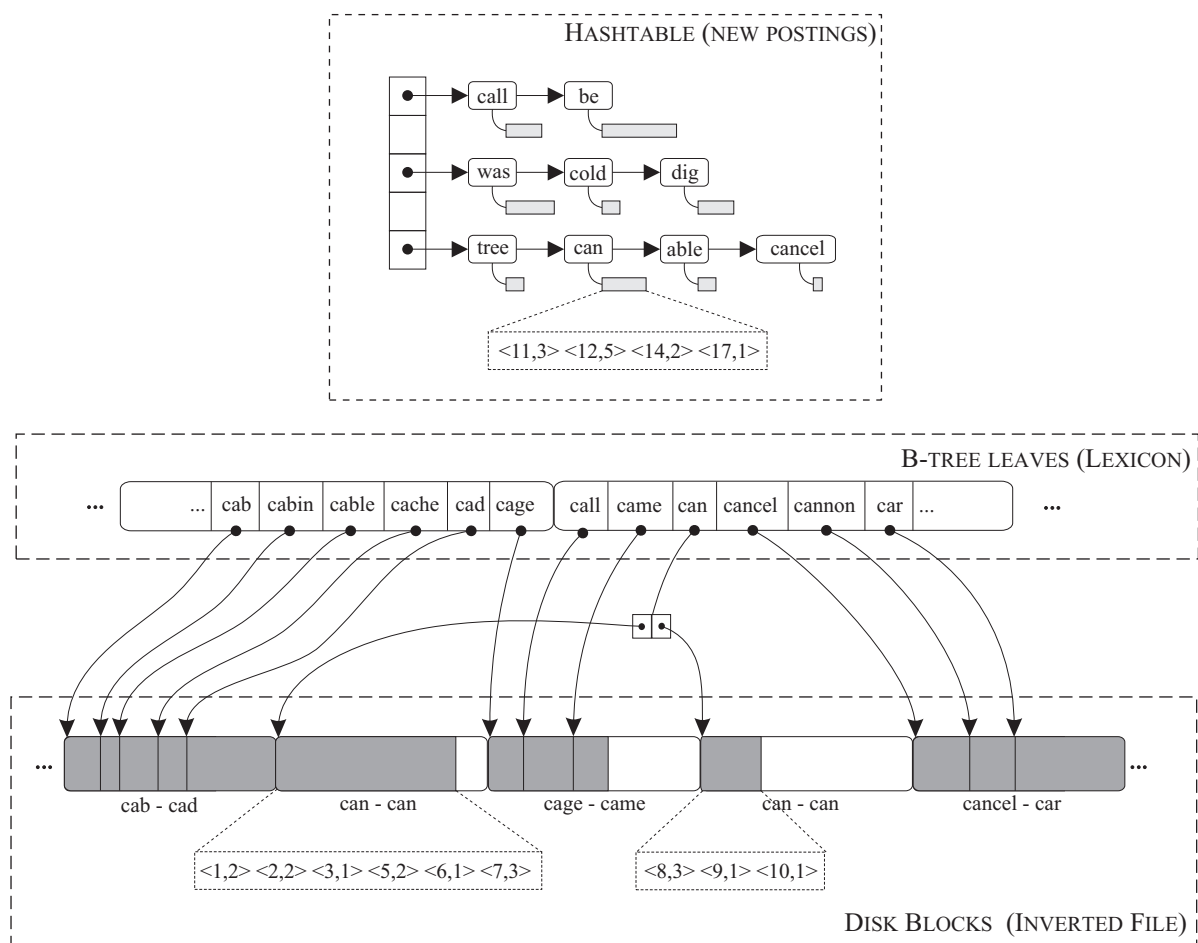 HASHTABLE (NEW POSTINGS)
call be
was cold dig
tree can able cancel
<11,3> <12,5> <14,2> <17,1>
B-TREE LEAVES (LEXICON)
... ... cab cabin cable cache cad cage call came can cancel cannon car ... ...
... ...
cab - cad can - can cage - came can - can cancel - car
<1,2> <2,2> <3,1> <5,2> <6,1> <7,3> <8,3> <9,1> <10,1>
DISK BLOCKS (INVERTED FILE)